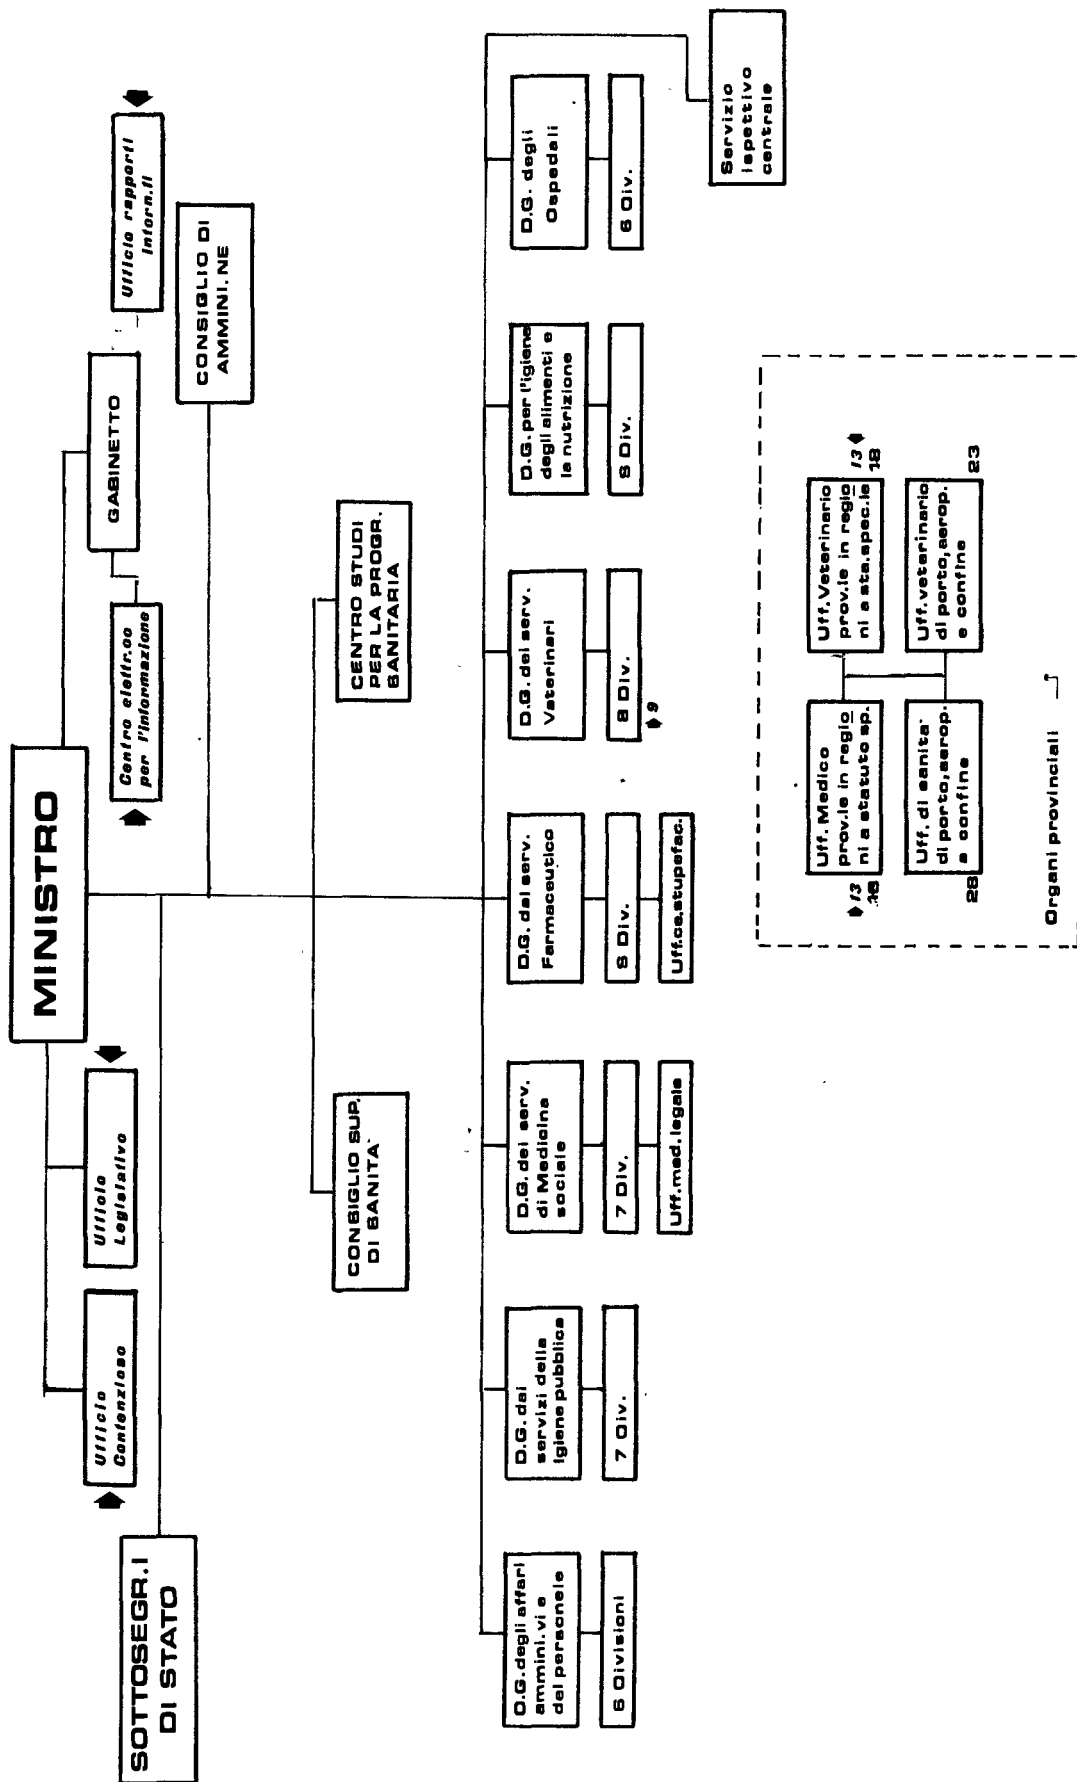 MINISTRO
Ufficio
Contenzioso
Ufficio
Legislativo
GABINETTO
Centro elettr.co
per l'informazione
Ufficio rapporti
intern.li
SOTTOSEGR.I
DI STATO
CONSIGLIO DI
AMMINI.NE
CONSIGLIO SUP.
DI SANITA'
CENTRO STUDI
PER LA PROGR.
SANITARIA
D.G. degli affari
ammini.vi e
del personale
6 Divisioni
D.G. dei
servizi della
igiene pubblica
7 Div.
D.G. dei serv.
di Medicina
sociale
7 Div.
Uff. med. legale
D.G. del serv.
Farmaceutico
8 Div.
Uff. ce. stupefac.
D.G. dei serv.
Veterinari
8 Div.
9
D.G. per l'igiene
degli alimenti e
la nutrizione
8 Div.
D.G. degli
Ospedali
6 Div.
Servizio
ispettivo
centrale
Uff. Medico
prov.le in regio
ni a statuto sp.
13
Uff. Veterinario
prov.le in regio
ni a sta. spec.le
13
18
Uff. di sanita'
di porto, aerop.
e confine
28
Uff. veterinario
di porto, aerop.
e confine
23
Organi provinciali